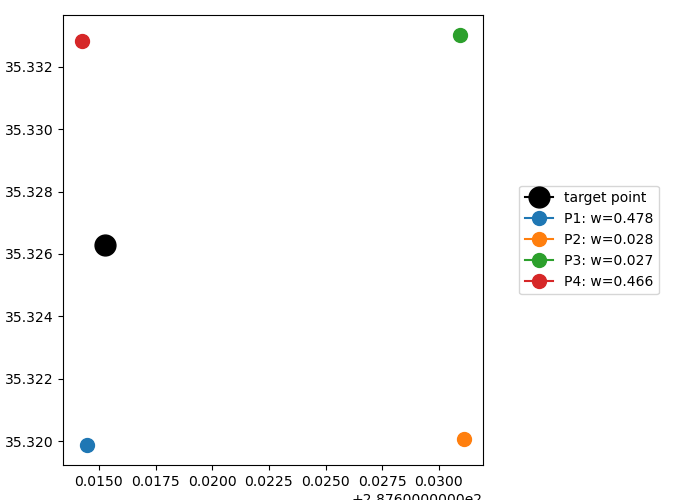 35.332
35.330
35.328
35.326
35.324
35.322
35.320
0.0150 0.0175 0.0200 0.0225 0.0250 0.0275 0.0300
+2.8760000000e2
target point
P1: w=0.478
P2: w=0.028
P3: w=0.027
P4: w=0.466